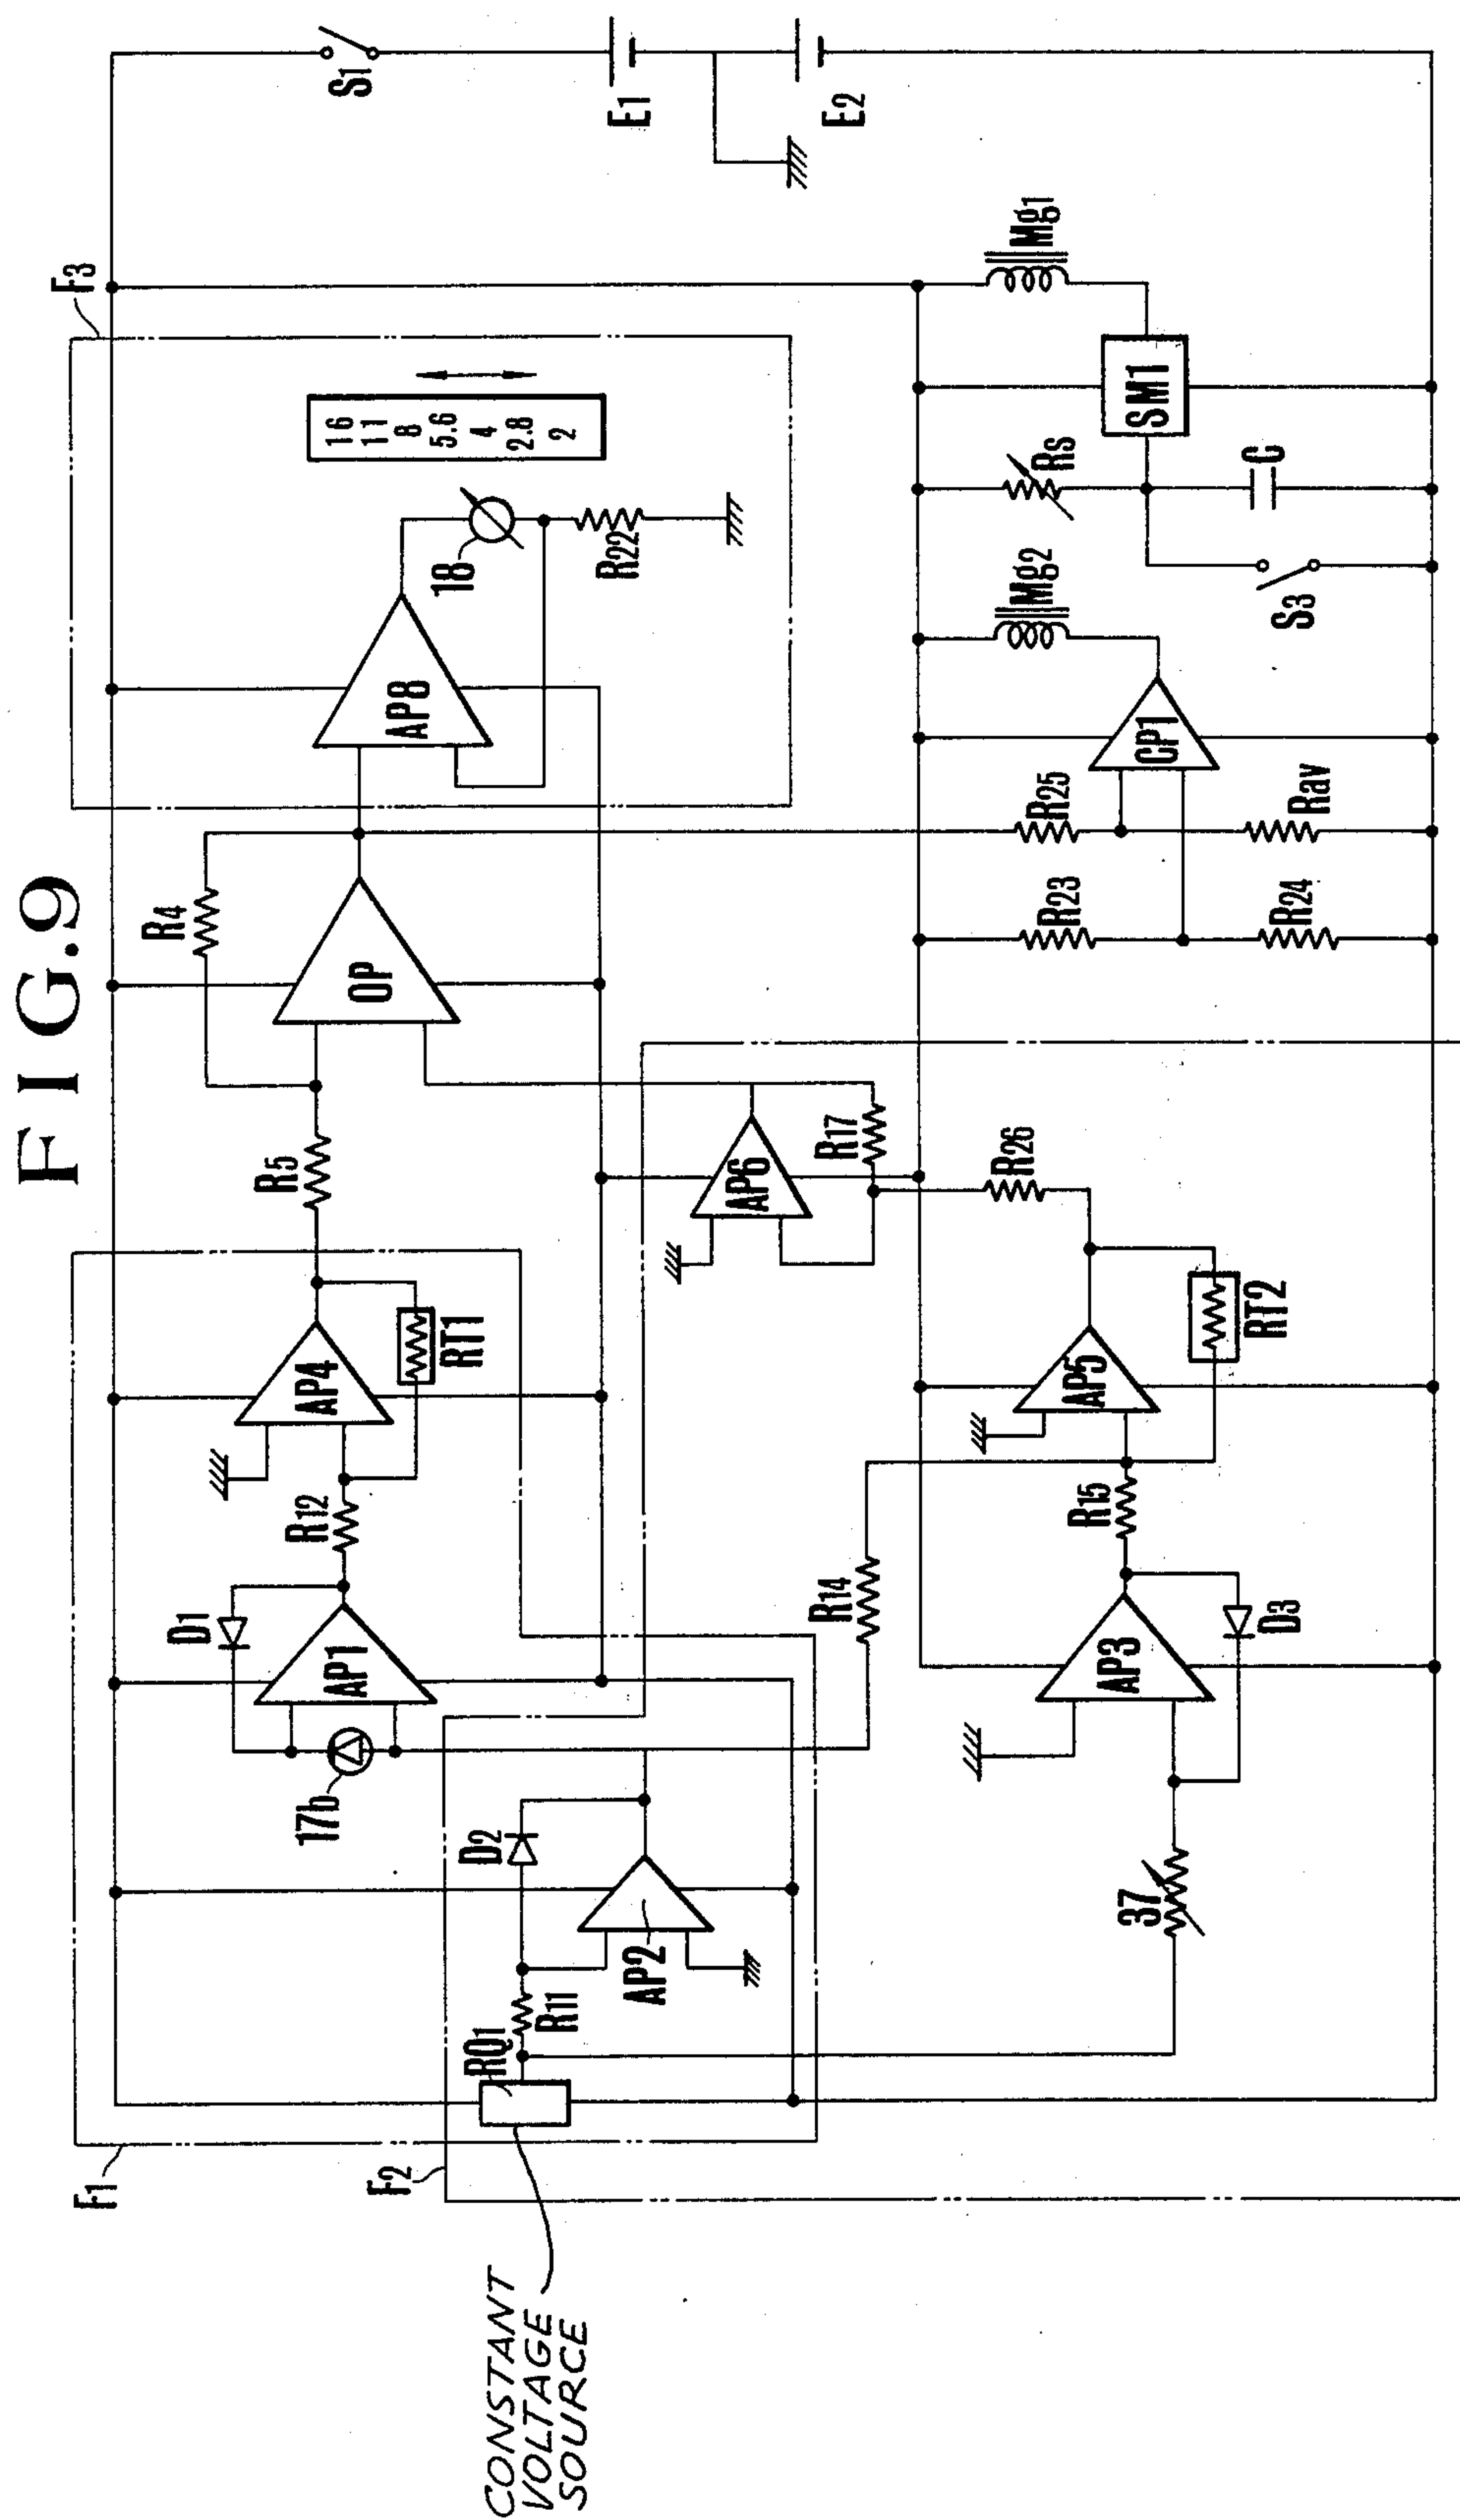 FIG.9
F1
F2
F3
CONSTANT
VOLTAGE
SOURCE
RQ1
R11
D2
AP2
17b
D1
AP1
R12
AP4
RT1
R5
R4
OP
AP8
18
R22
16
11
8
5.6
4
2.8
2
S1
E1
E2
37
AP3
D3
R14
R15
AP5
RT2
AP6
R17
R26
R23
R24
R25
Rav
CP1
Mg2
S3
Rs
C
SM1
Mg1